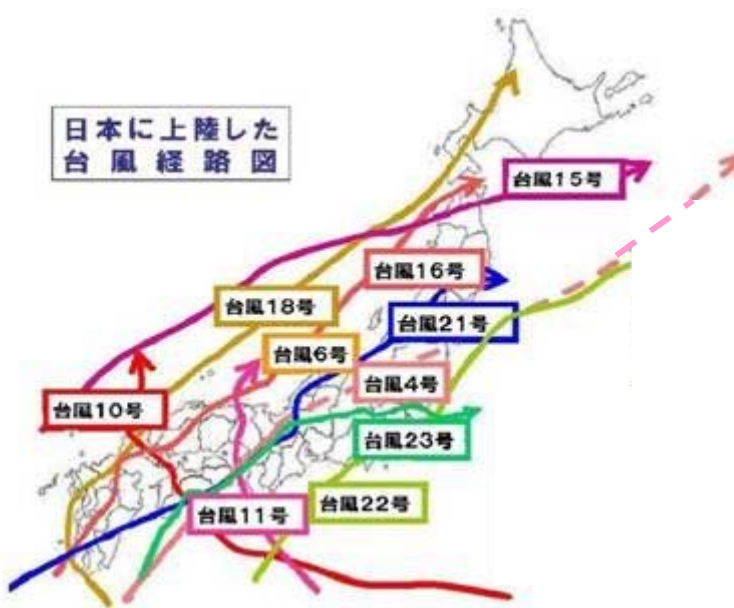 日本に上陸した
台風経路図
台風15号
台風16号
台風18号
台風21号
台風6号
台風4号
台風10号
台風23号
台風22号
台風11号